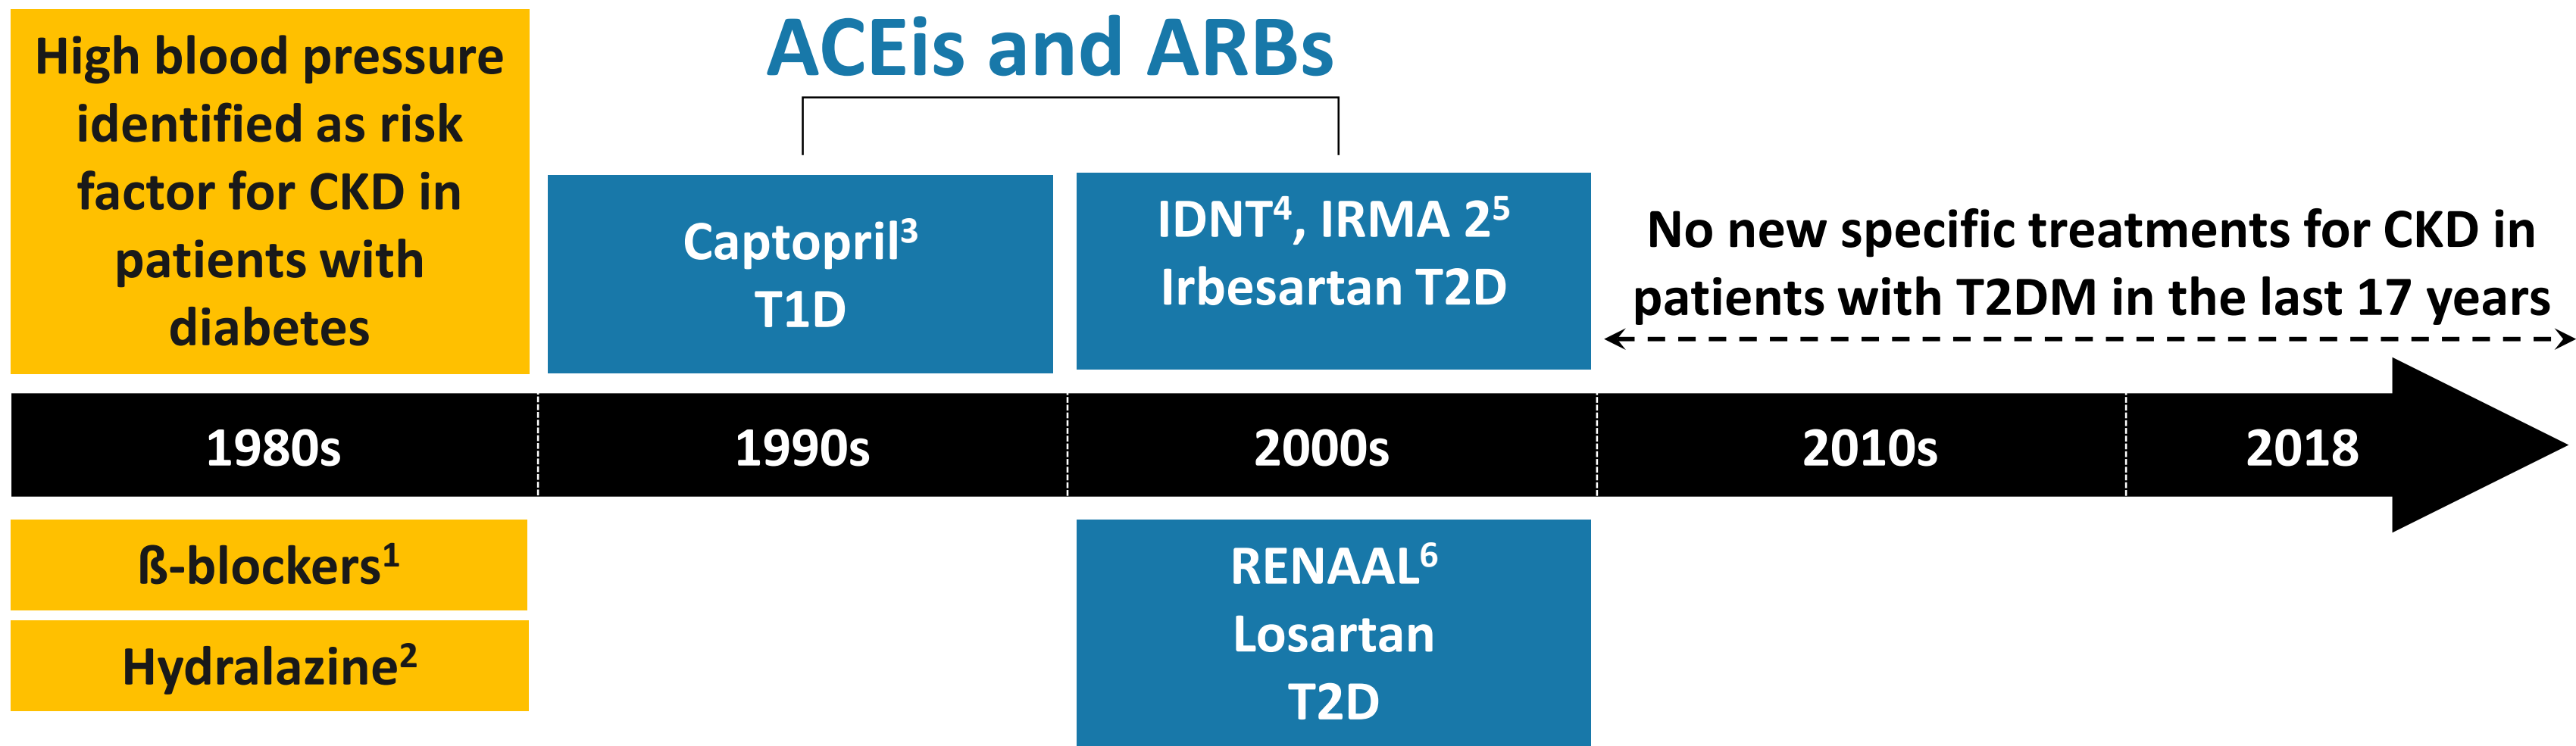 High blood pressure
identified as risk
factor for CKD in
patients with
diabetes
ACEis and ARBs
Captopril³
T1D
IDNT⁴, IRMA 2⁵
Irbesartan T2D
No new specific treatments for CKD in
patients with T2DM in the last 17 years
1980s
1990s
2000s
2010s
2018
ß-blockers¹
Hydralazine²
RENAAL⁶
Losartan
T2D